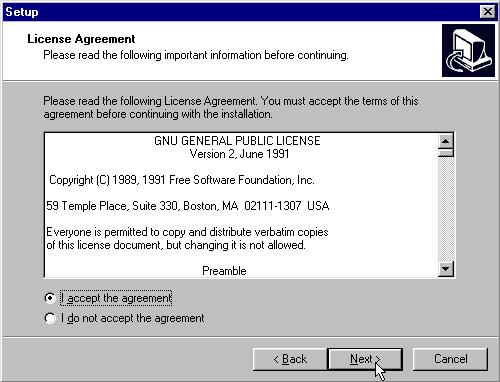 Setup
License Agreement
Please read the following important information before continuing.
Please read the following License Agreement. You must accept the terms of this
agreement before continuing with the installation.
GNU GENERAL PUBLIC LICENSE
Version 2, June 1991
Copyright (C) 1989, 1991 Free Software Foundation, Inc.
59 Temple Place, Suite 330, Boston, MA  02111-1307  USA
Everyone is permitted to copy and distribute verbatim copies
of this license document, but changing it is not allowed.
Preamble
I accept the agreement
I do not accept the agreement
< Back Next > Cancel